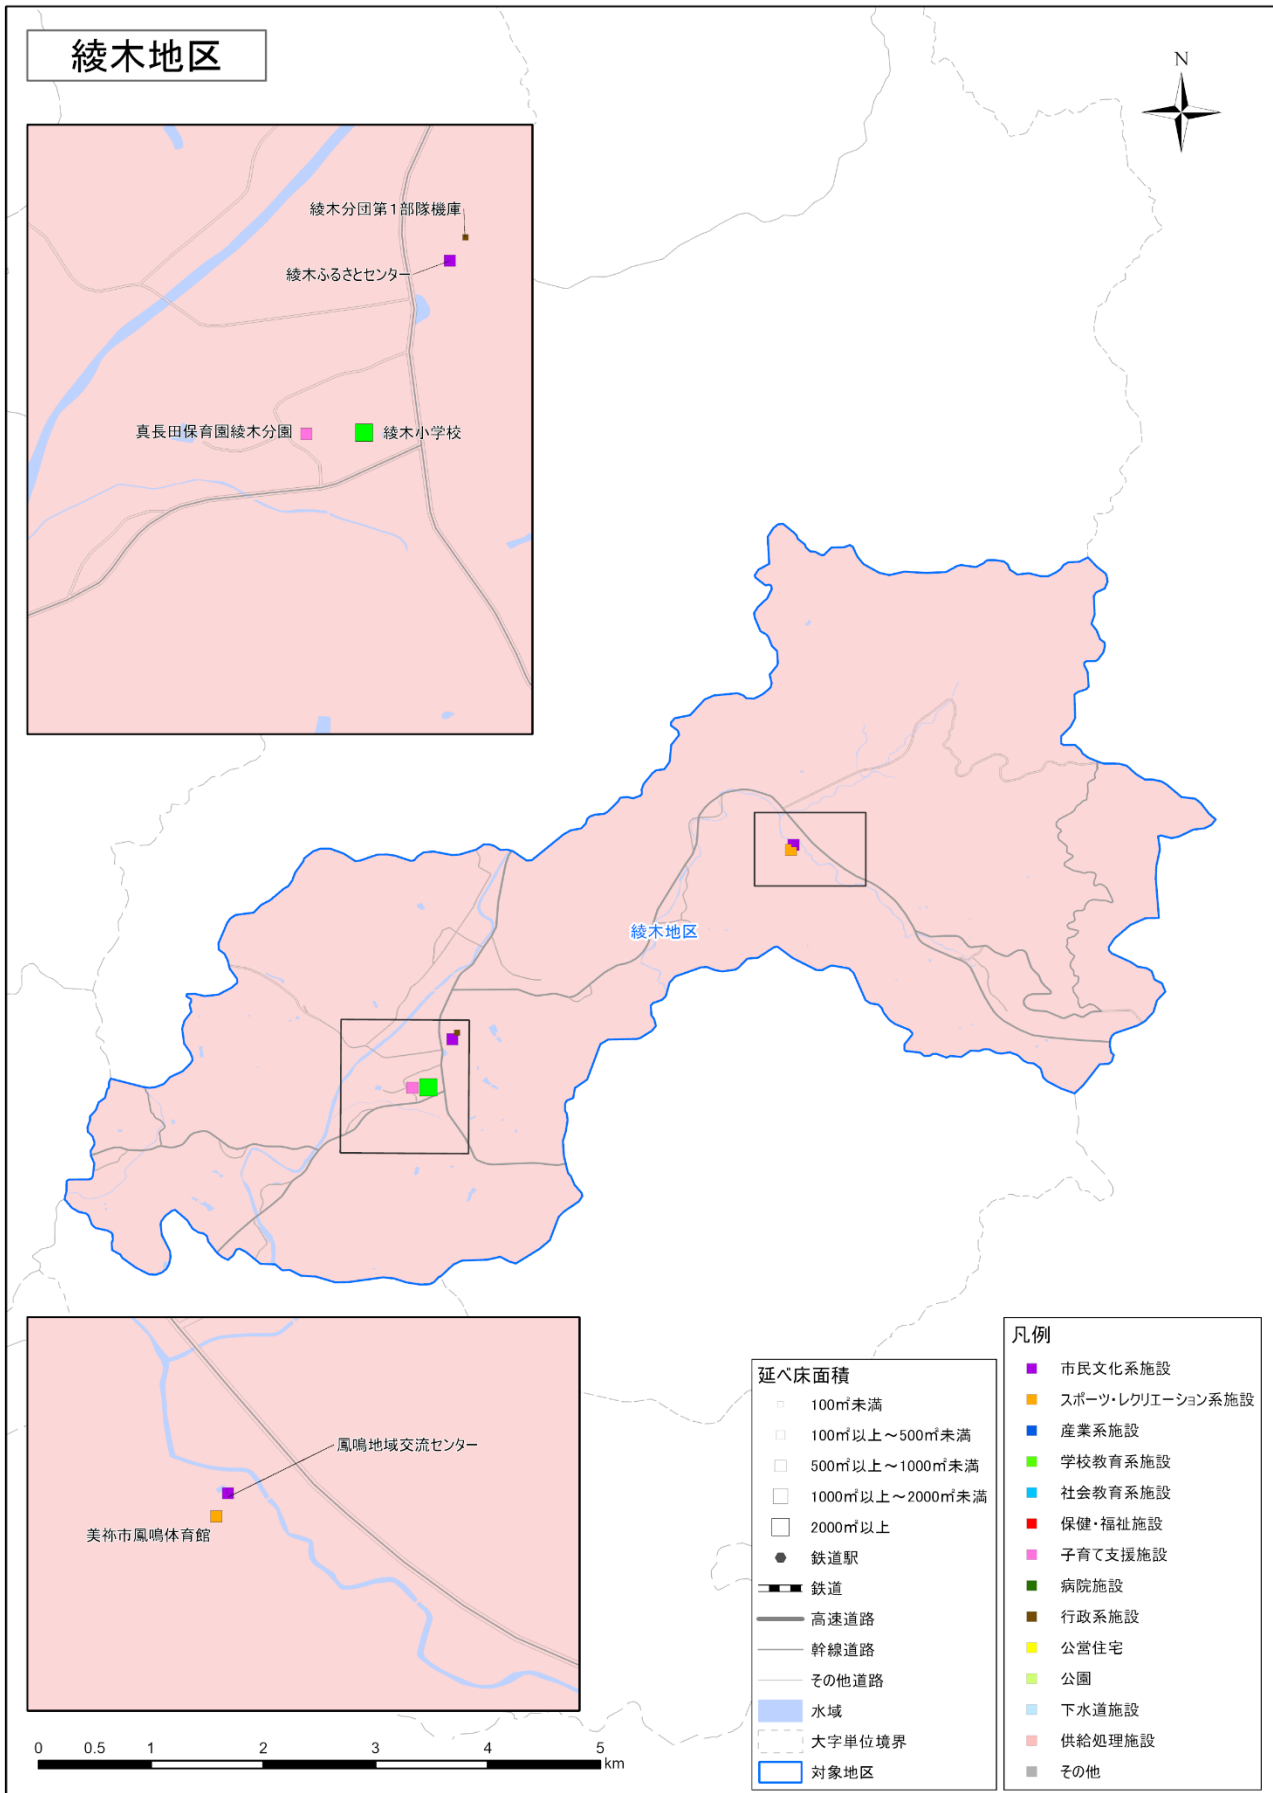 綾木地区
N
綾木分団第1部隊機庫
綾木ふるさとセンター
真長田保育園綾木分園
綾木小学校
綾木地区
鳳鳴地域交流センター
美祢市鳳鳴体育館
0 0.5 1 2 3 4 5 km
延べ床面積
100㎡未満
100㎡以上～500㎡未満
500㎡以上～1000㎡未満
1000㎡以上～2000㎡未満
2000㎡以上
鉄道駅
鉄道
高速道路
幹線道路
その他道路
水域
大字単位境界
対象地区
凡例
市民文化系施設
スポーツ・レクリエーション系施設
産業系施設
学校教育系施設
社会教育系施設
保健・福祉施設
子育て支援施設
病院施設
行政系施設
公営住宅
公園
下水道施設
供給処理施設
その他